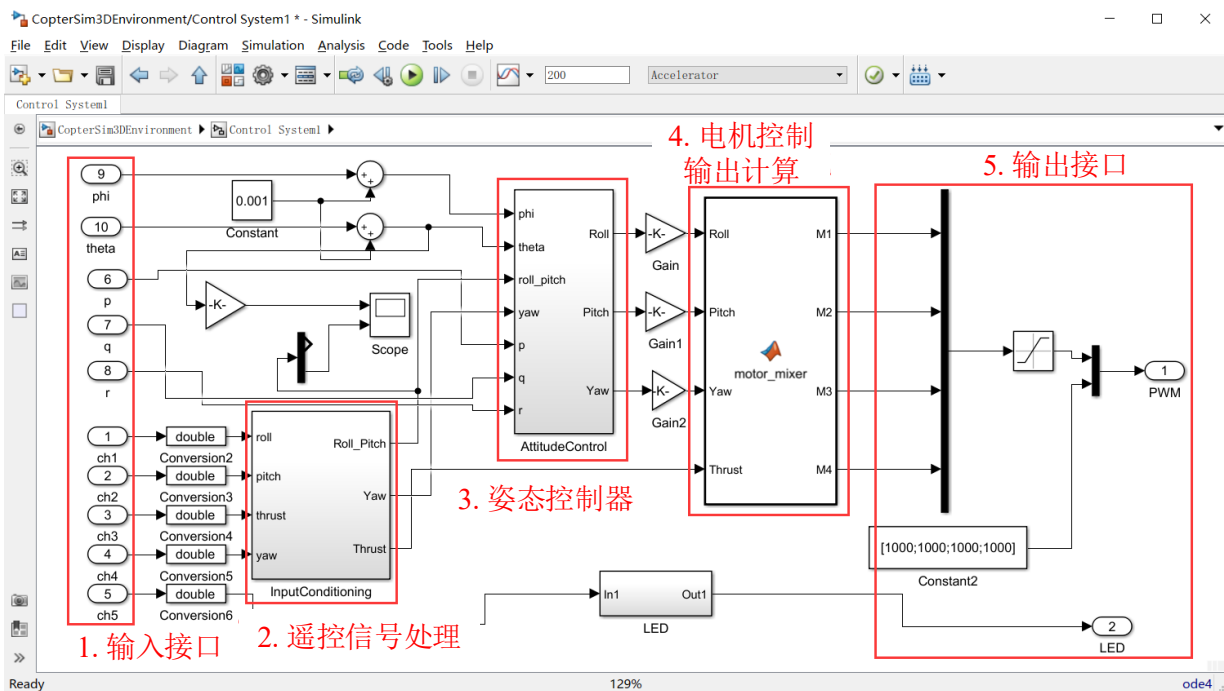 CopterSim3DEnvironment/Control System1 * - Simulink
File Edit View Display Diagram Simulation Analysis Code Tools Help
200
Accelerator
Control System1
CopterSim3DEnvironment
Control System1
4. 电机控制
输出计算
5. 输出接口
9
phi
10
theta
6
p
7
q
8
r
0.001
Constant
-K-
Scope
phi
theta
roll_pitch
yaw
p
q
r
Roll
Pitch
Yaw
AttitudeControl
-K-
Gain
-K-
Gain1
-K-
Gain2
Roll
Pitch
Yaw
Thrust
motor_mixer
M1
M2
M3
M4
1
PWM
[1000;1000;1000;1000]
Constant2
1
ch1
2
ch2
3
ch3
4
ch4
5
ch5
double
Conversion2
double
Conversion3
double
Conversion4
double
Conversion5
double
Conversion6
roll
pitch
thrust
yaw
Roll_Pitch
Yaw
Thrust
InputConditioning
3. 姿态控制器
In1
Out1
LED
2
LED
1. 输入接口
2. 遥控信号处理
Ready
129%
ode4